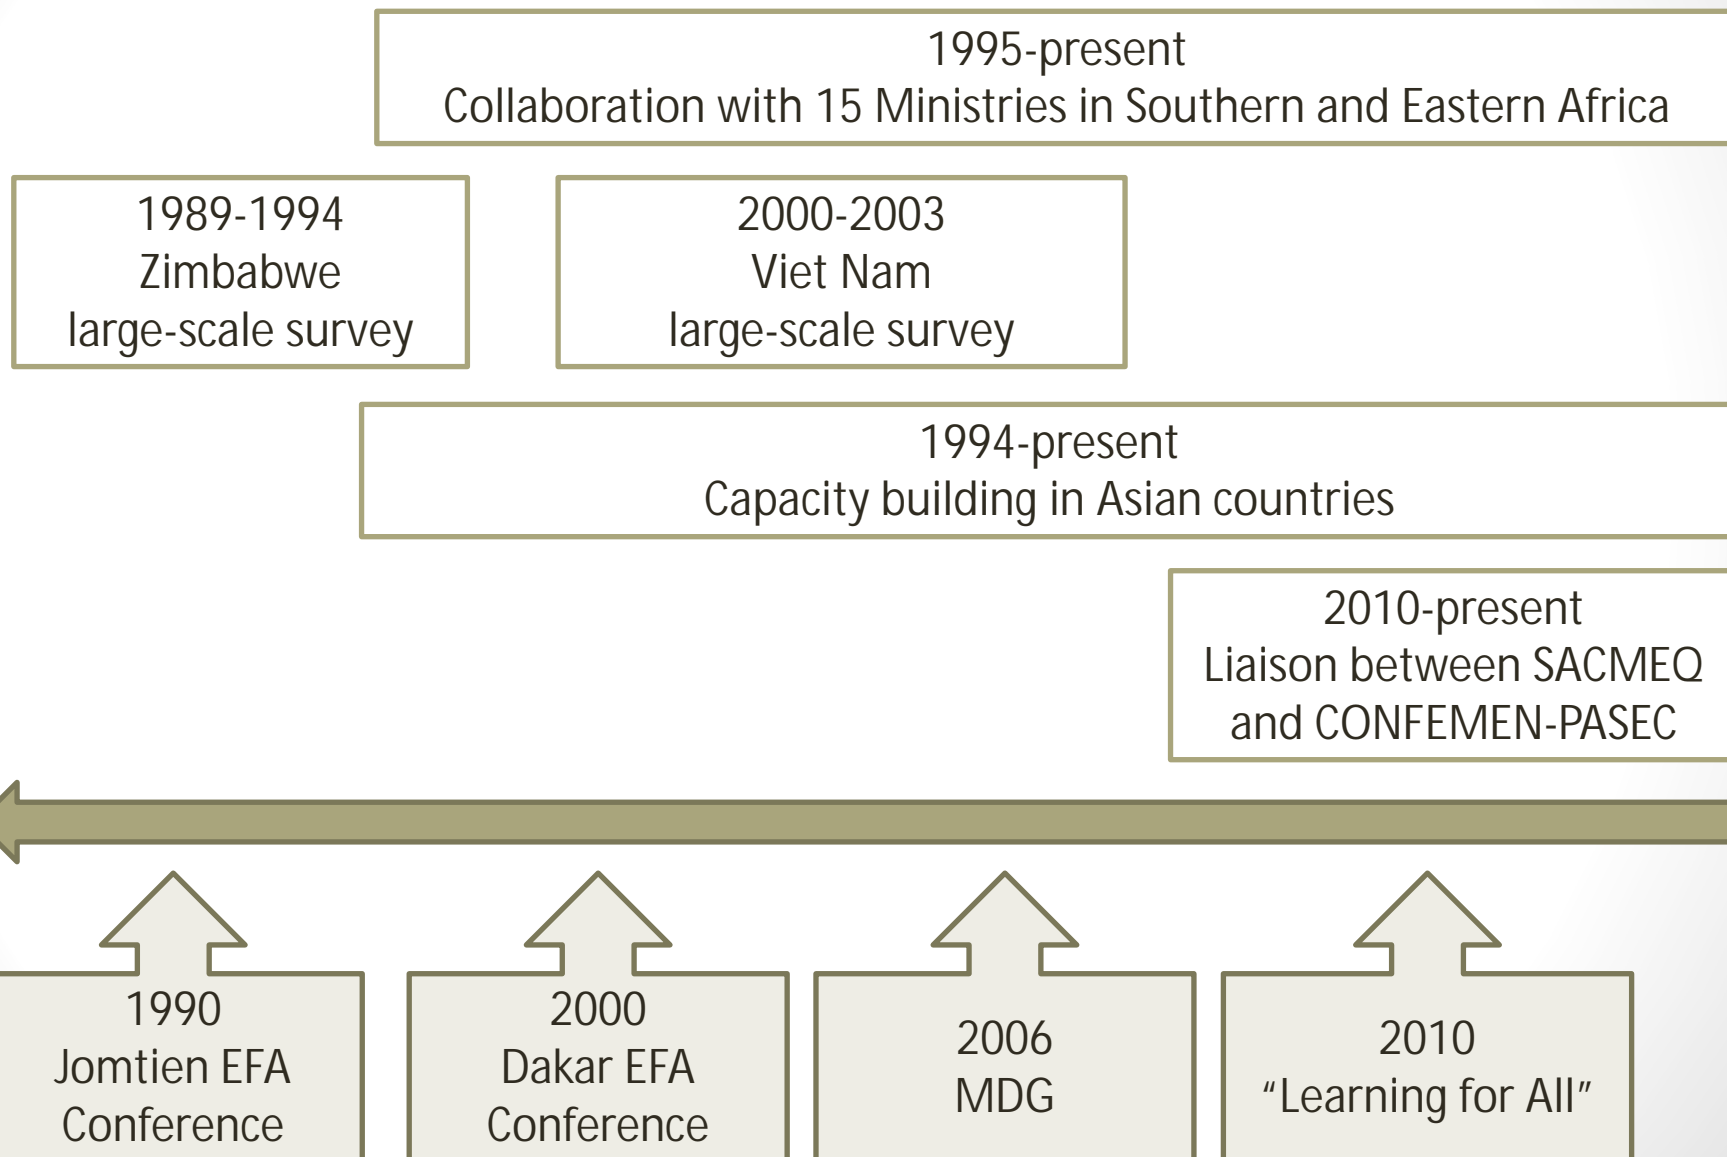 1995-present
Collaboration with 15 Ministries in Southern and Eastern Africa
1989-1994
Zimbabwe
large-scale survey
2000-2003
Viet Nam
large-scale survey
1994-present
Capacity building in Asian countries
2010-present
Liaison between SACMEQ
and CONFEMEN-PASEC
1990
Jomtien EFA
Conference
2000
Dakar EFA
Conference
2006
MDG
2010
“Learning for All”